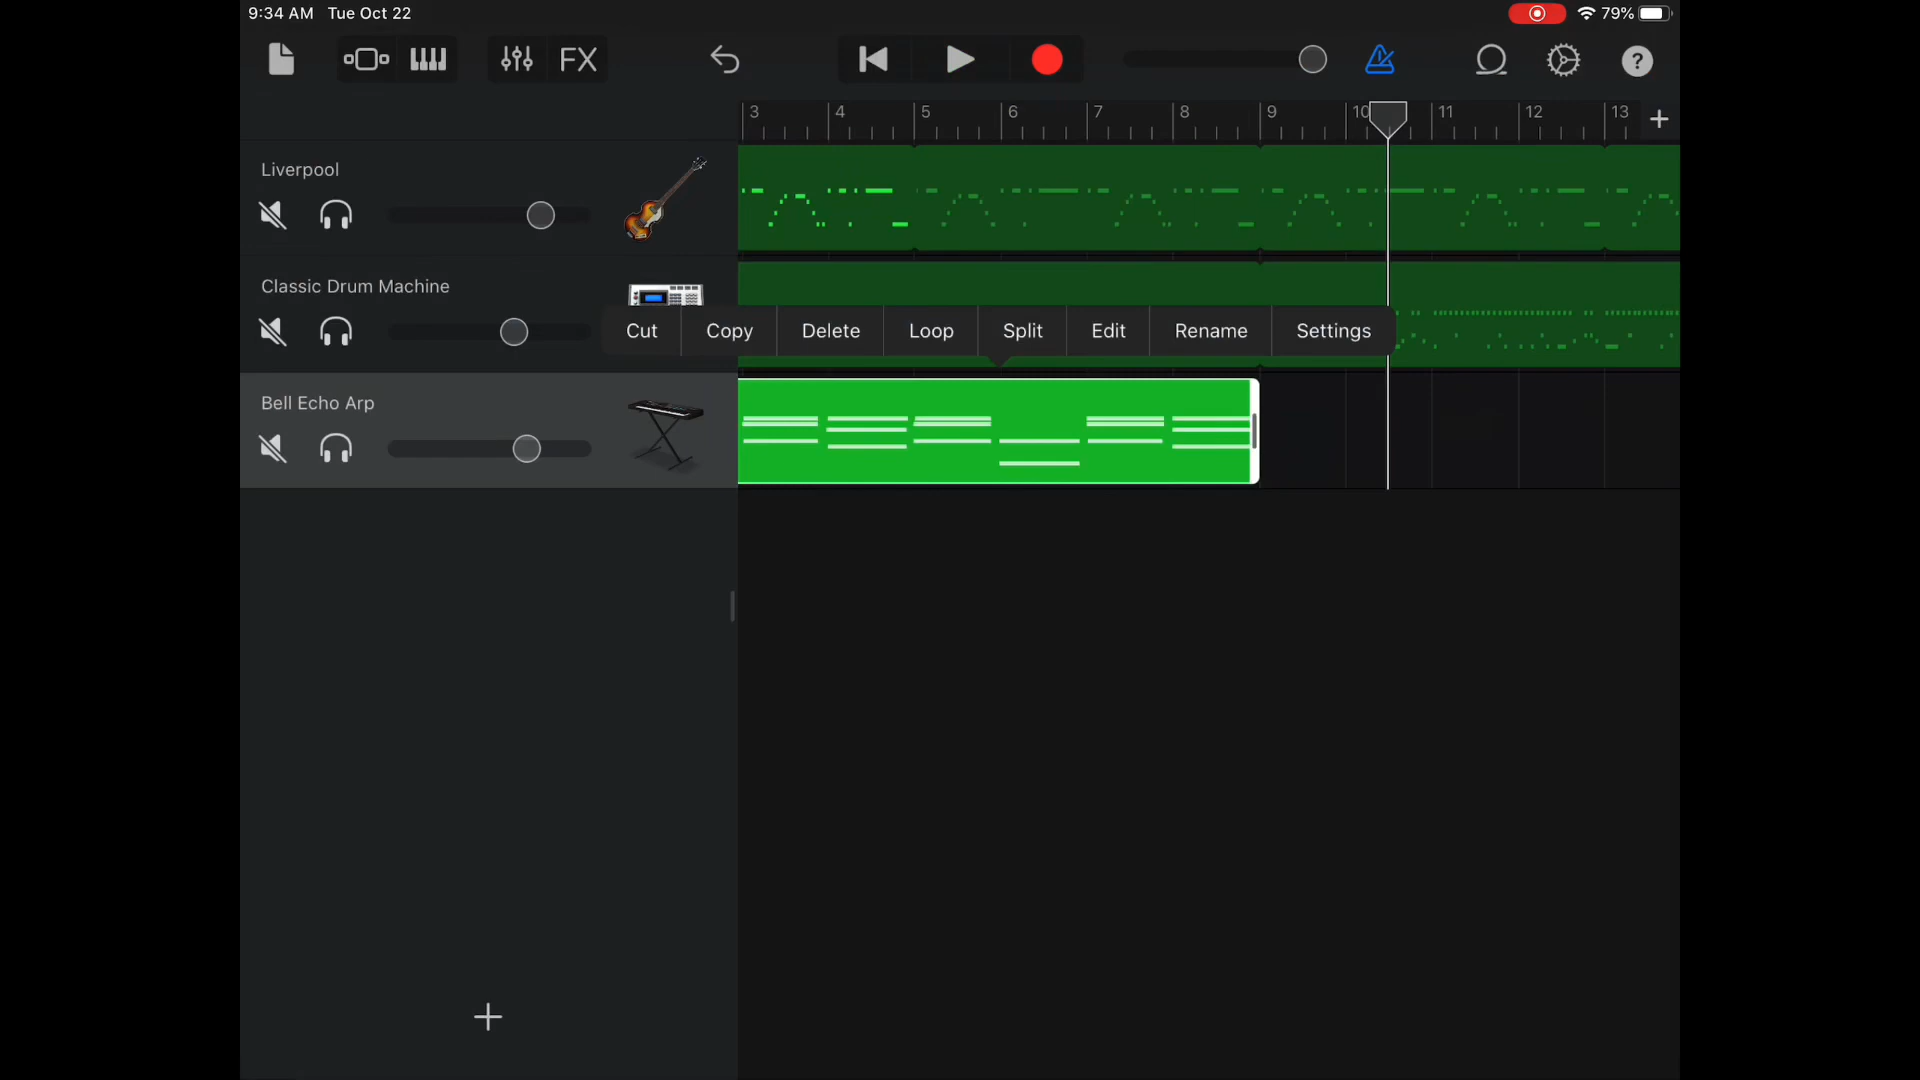 9:34 AM Tue Oct 22
79%
FX
?
3 4 5 6 7 8 9 10 11 12 13
Liverpool
Classic Drum Machine
Cut Copy Delete Loop Split Edit Rename Settings
Bell Echo Arp